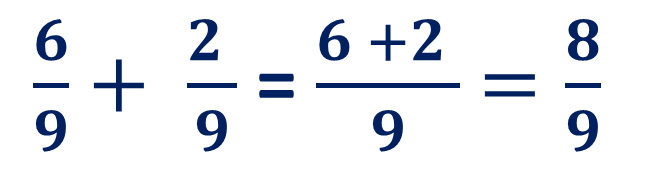 6/9 + 2/9 = (6 +2)/9 = 8/9